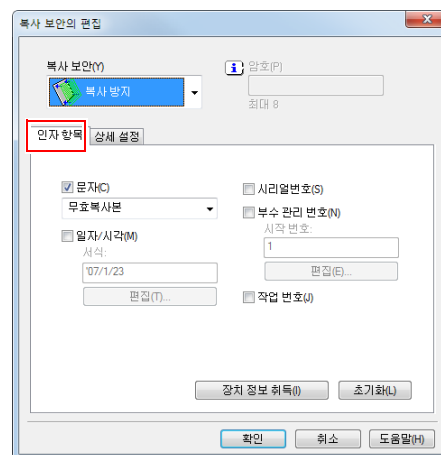 복사 보안의 편집
복사 보안(Y)
암호(P)
복사 방지
최대 8
인자 항목
상세 설정
문자(C)
시리얼번호(S)
무효복사본
부수 관리 번호(N)
시작 번호:
일자/시각(M)
서식:
1
'07/1/23
편집(E)...
편집(T)...
작업 번호(J)
장치 정보 취득(I)
초기화(L)
확인
취소
도움말(H)